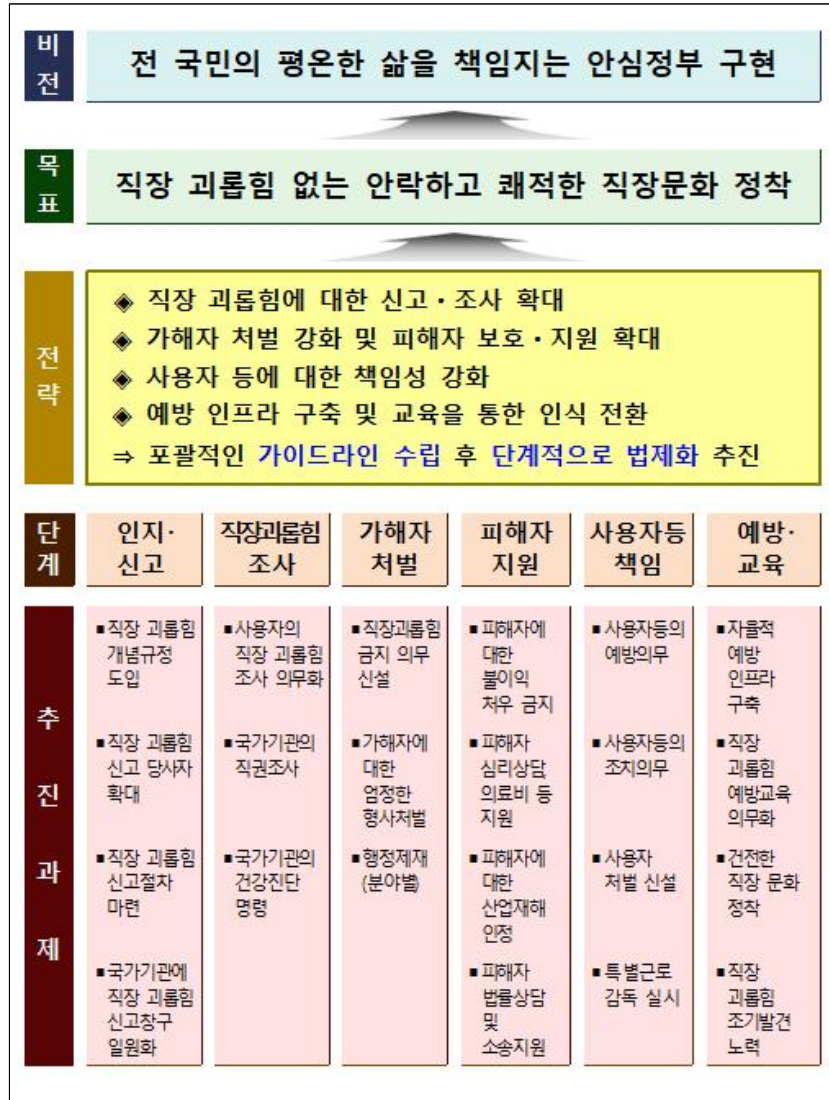 비전
전 국민의 평온한 삶을 책임지는 안심정부 구현
목표
직장 괴롭힘 없는 안락하고 쾌적한 직장문화 정착
전략
◈ 직장 괴롭힘에 대한 신고·조사 확대
◈ 가해자 처벌 강화 및 피해자 보호·지원 확대
◈ 사용자 등에 대한 책임성 강화
◈ 예방 인프라 구축 및 교육을 통한 인식 전환
⇒ 포괄적인 가이드라인 수립 후 단계적으로 법제화 추진
단계
인지·
신고
직장괴롭힘
조사
가해자
처벌
피해자
지원
사용자등
책임
예방·
교육
추진과제
■직장 괴롭힘
개념규정
도입
■직장 괴롭힘
신고 당사자
확대
■직장 괴롭힘
신고절차
마련
■국가기관에
직장 괴롭힘
신고창구
일원화
■사용자의
직장 괴롭힘
조사 의무화
■국가기관의
직권조사
■국가기관의
건강진단
명령
■직장괴롭힘
금지 의무
신설
■가해자에
대한
엄정한
형사처벌
■행정제재
(분야별)
■피해자에
대한
불이익
처우 금지
■피해자
심리상담
의료비 등
지원
■피해자에
대한
산업재해
인정
■피해자
법률상담
및
소송지원
■사용자등의
예방의무
■사용자등의
조치의무
■사용자
처벌 신설
■특별근로
감독 실시
■자율적
예방
인프라
구축
■직장
괴롭힘
예방교육
의무화
■건전한
직장 문화
정착
■직장
괴롭힘
조기발견
노력